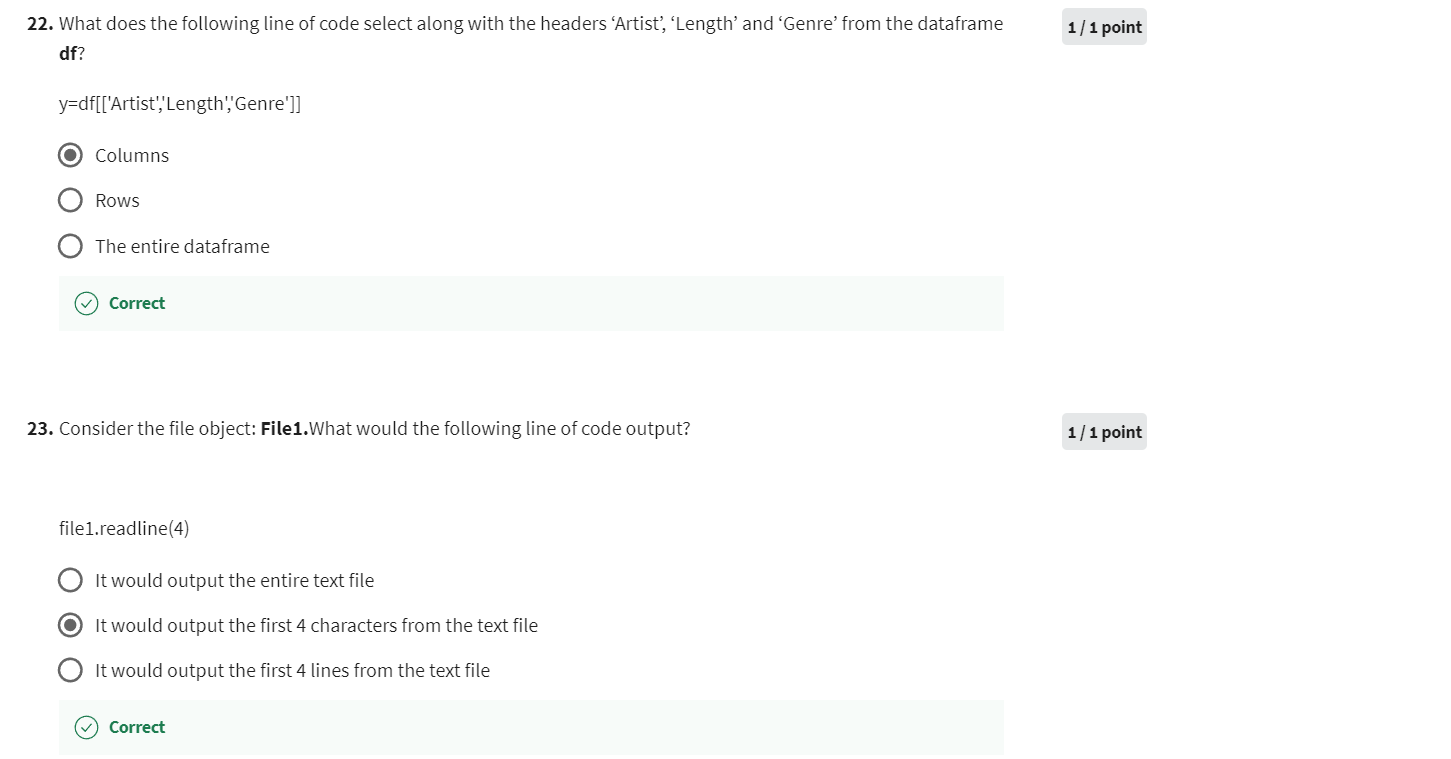 22. What does the following line of code select along with the headers ‘Artist’, ‘Length’ and ‘Genre’ from the dataframe
1 / 1 point
df?
y=df[['Artist','Length','Genre']]
Columns
Rows
The entire dataframe
Correct
23. Consider the file object: File1.What would the following line of code output?
1 / 1 point
file1.readline(4)
It would output the entire text file
It would output the first 4 characters from the text file
It would output the first 4 lines from the text file
Correct